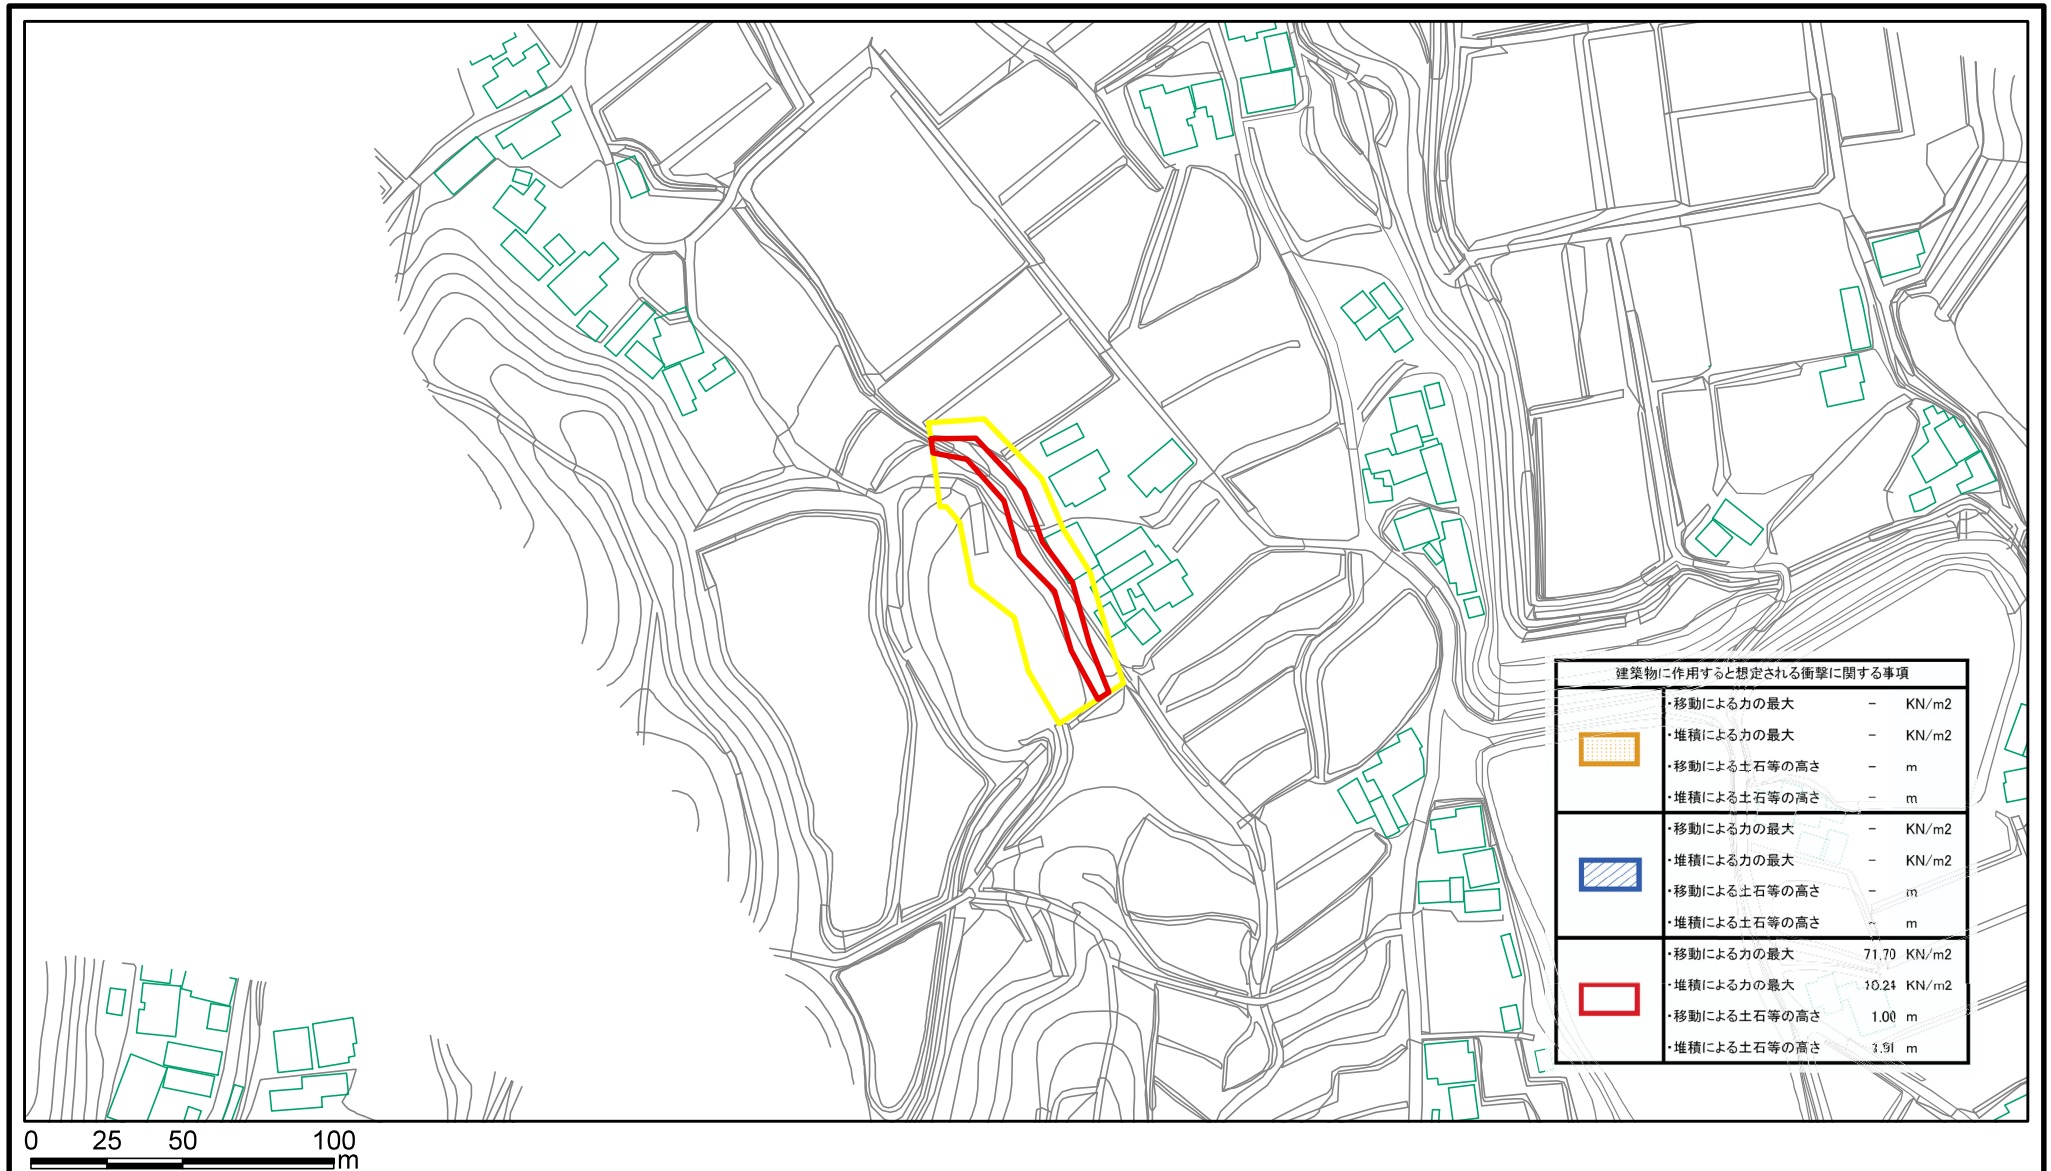 建築物に作用すると想定される衝撃に関する事項
・移動による力の最大 － KN/m2
・堆積による力の最大 － KN/m2
・移動による土石等の高さ － m
・堆積による土石等の高さ － m
・移動による力の最大 － KN/m2
・堆積による力の最大 － KN/m2
・移動による土石等の高さ － m
・堆積による土石等の高さ － m
・移動による力の最大 71.70 KN/m2
・堆積による力の最大 10.24 KN/m2
・移動による土石等の高さ 1.00 m
・堆積による土石等の高さ m
0 25 50 100
m